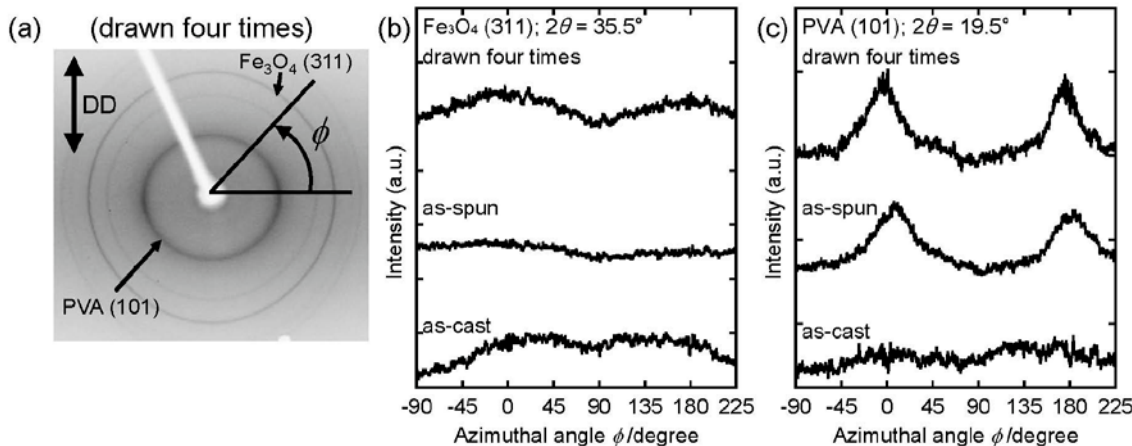 (a) (drawn four times)
Fe₃O₄ (311)
DD
ϕ
PVA (101)
(b)
Fe₃O₄ (311); 2θ = 35.5°
drawn four times
as-spun
as-cast
Intensity (a.u.)
-90 -45 0 45 90 135 180 225
Azimuthal angle ϕ/degree
(c)
PVA (101); 2θ = 19.5°
drawn four times
as-spun
as-cast
Intensity (a.u.)
-90 -45 0 45 90 135 180 225
Azimuthal angle ϕ/degree